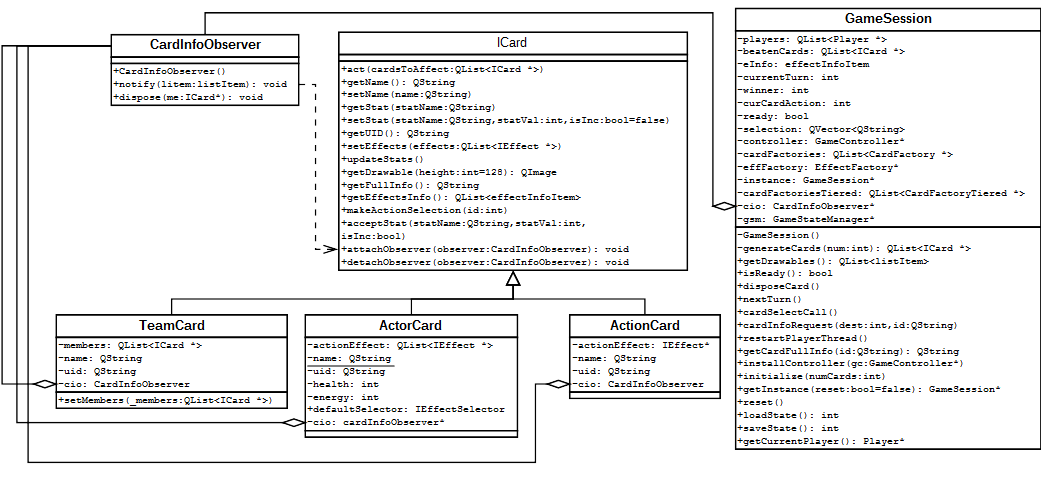 CardInfoObserver
+CardInfoObserver()
+notify(litem:listItem): void
+dispose(me:ICard*): void
ICard
+act(cardsToAffect:QList<ICard *>)
+getName(): QString
+setName(name:QString)
+getStat(statName:QString)
+setStat(statName:QString,statVal:int,isInc:bool=false)
+getUID(): QString
+setEffects(effects:QList<IEffect *>)
+updateStats()
+getDrawable(height:int=128): QImage
+getFullInfo(): QString
+getEffectsInfo(): QList<effectInfoItem>
+makeActionSelection(id:int)
+acceptStat(statName:QString,statVal:int,
isInc:bool)
+attachObserver(observer:CardInfoObserver): void
+detachObserver(observer:CardInfoObserver): void
GameSession
-players: QList<Player *>
-beatenCards: QList<ICard *>
-eInfo: effectInfoItem
-currentTurn: int
-winner: int
-curCardAction: int
-ready: bool
-selection: QVector<QString>
-controller: GameController*
-cardFactories: QList<CardFactory *>
-effFactory: EffectFactory*
-instance: GameSession*
-cardFactoriesTiered: QList<CardFactoryTiered *>
-cio: CardInfoObserver*
-gsm: GameStateManager*
-GameSession()
-generateCards(num:int): QList<ICard *>
+getDrawables(): QList<listItem>
+isReady(): bool
+disposeCard()
+nextTurn()
+cardSelectCall()
+cardInfoRequest(dest:int,id:QString)
+restartPlayerThread()
+getCardFullInfo(id:QString): QString
+installController(gc:GameController*)
+initialize(numCards:int)
+getInstance(reset:bool=false): GameSession*
+reset()
+loadState(): int
+saveState(): int
+getCurrentPlayer(): Player*
TeamCard
-members: QList<ICard *>
-name: QString
-uid: QString
-cio: CardInfoObserver
+setMembers(_members:QList<ICard *>)
ActorCard
-actionEffect: QList<IEffect *>
-name: QString
-uid: QString
-health: int
-energy: int
+defaultSelector: IEffectSelector
-cio: cardInfoObserver*
ActionCard
-actionEffect: IEffect*
-name: QString
-uid: QString
-cio: CardInfoObserver